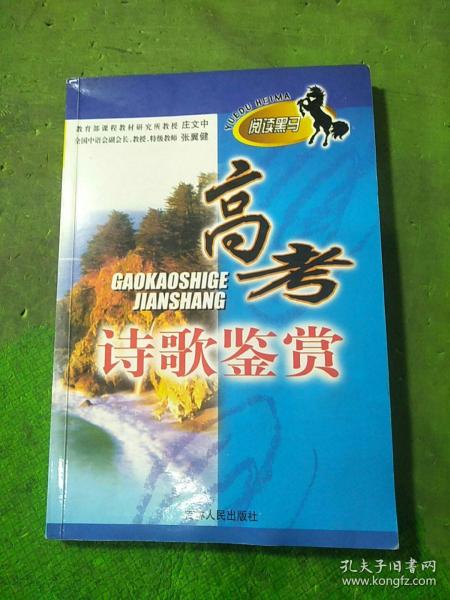 教育部课程教材研究所教授 庄文中
全国中语会副会长、教授、特级教师 张翼健
YUEDU HEIMA
阅读黑马
高考
GAOKAOSHIGE
JIANSHANG
诗歌鉴赏
人民出版社
孔夫子旧书网
www.kongfz.com